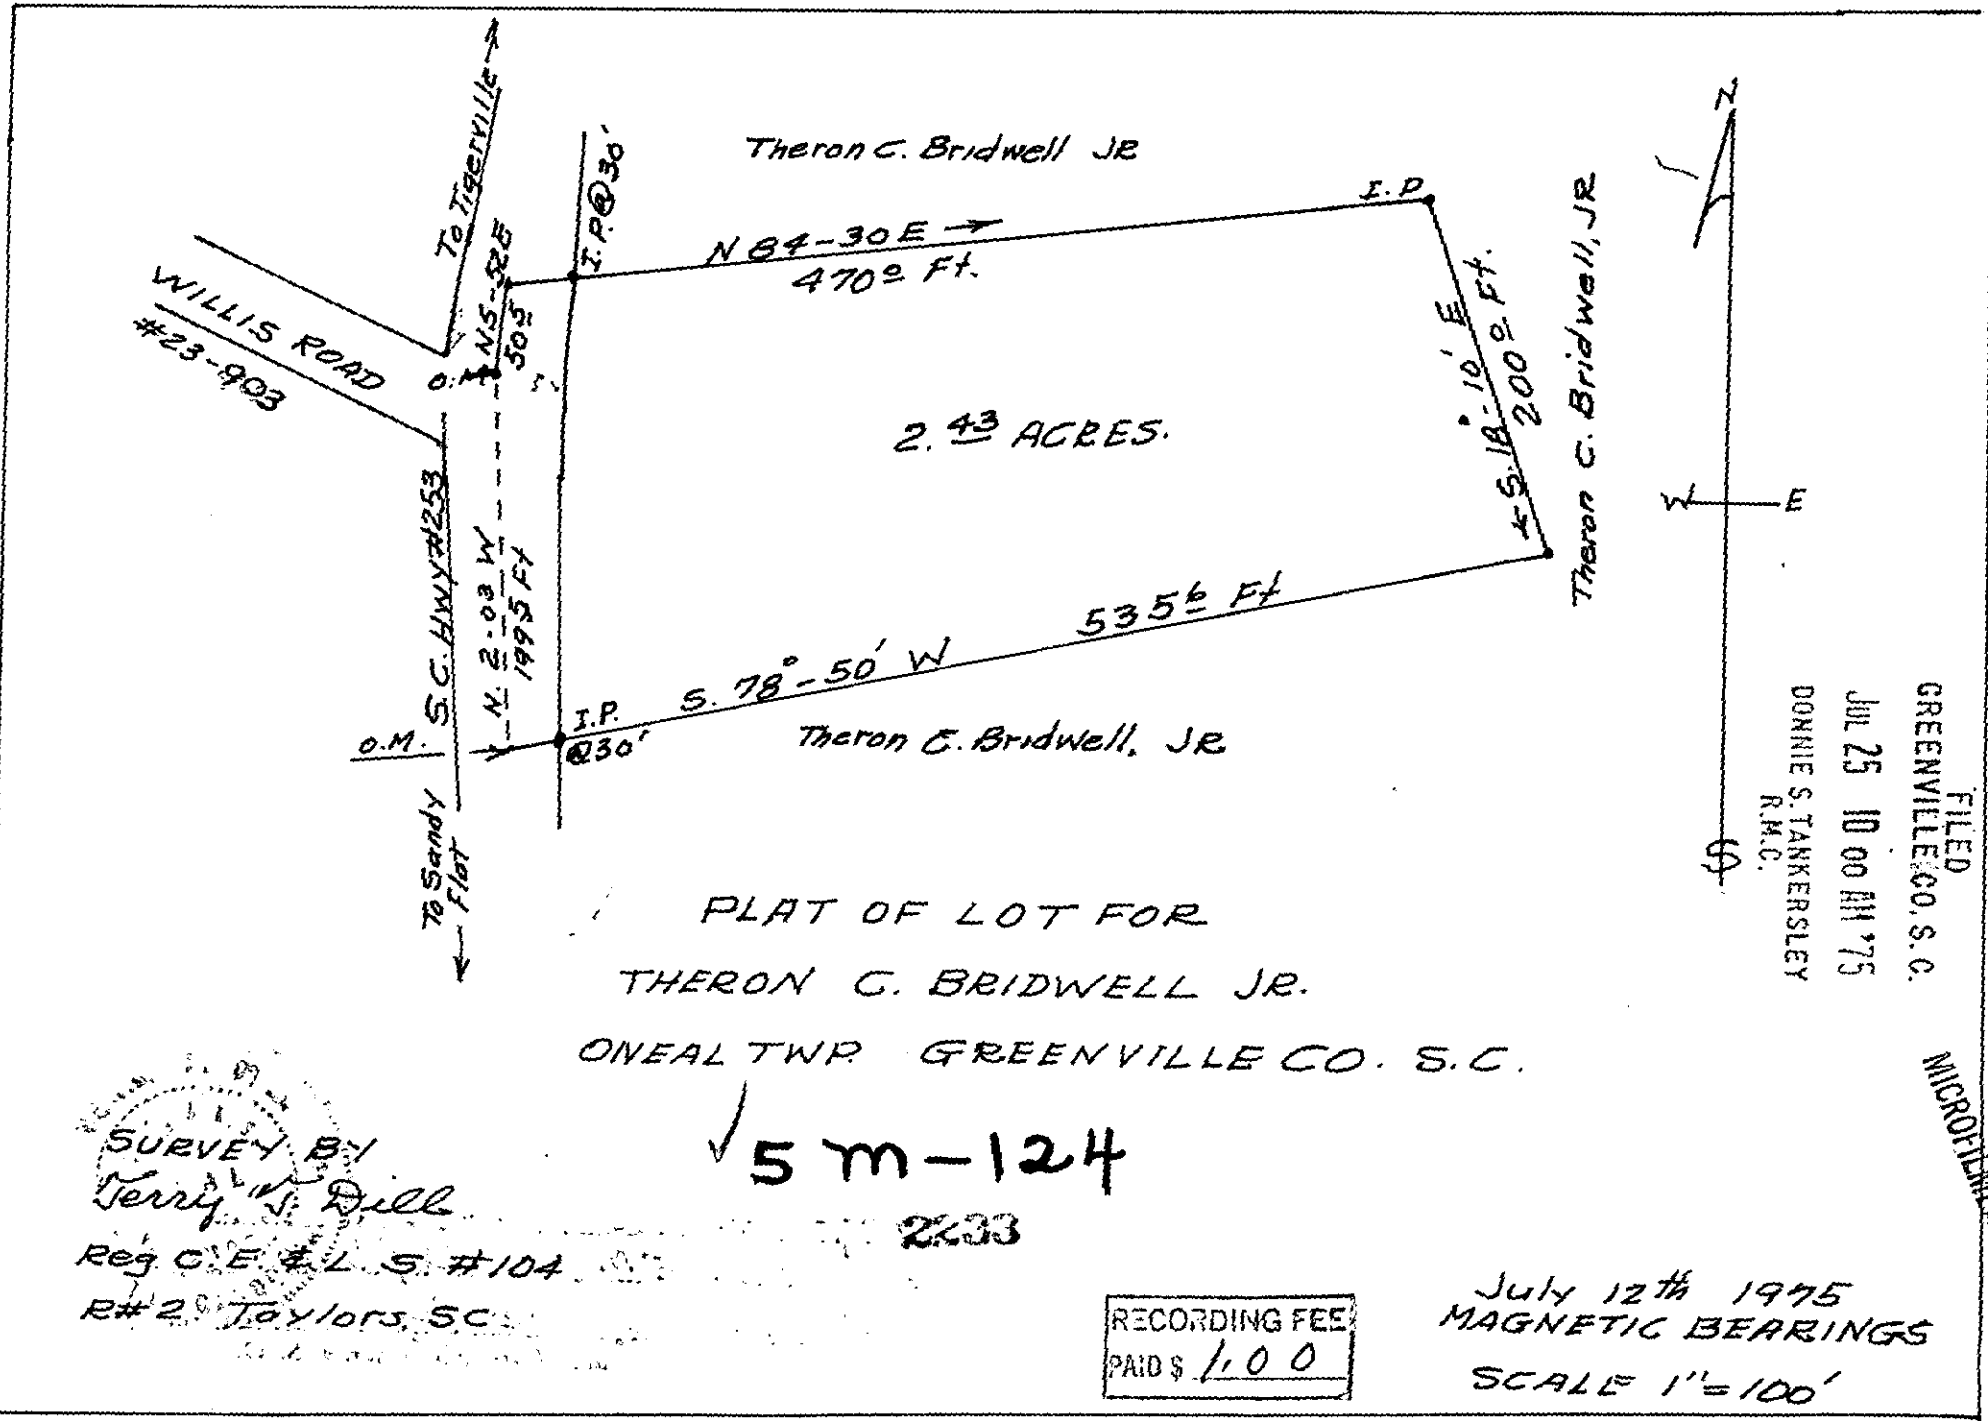 To Tigerville
I.P. @ 30'
Theron C. Bridwell JR
I.P
N 84-30 E
470º Ft.
N5-52E
50 5
WILLIS ROAD
#23-903
O.M
2. 43 ACRES.
S. 18°-10' E
200º Ft.
Theron C. Bridwell, JR
N
W E
S
S.C. HWY #253
N. 2-03 W
199 5 Ft
535 6 Ft
S. 78°-50' W
O.M.
I.P.
@30'
Theron C. Bridwell, JR
To Sandy
Flat
FILED
GREENVILLE CO. S. C.
JUL 25 10 00 AM '75
DONNIE S. TANKERSLEY
R.M.C.
PLAT OF LOT FOR
THERON C. BRIDWELL JR.
ONEAL TWP. GREENVILLE CO. S.C.
5 m-124
2233
SURVEY BY
Terry T. Dill
Reg C.E. & L.S. #104
R#2 Taylors, SC
RECORDING FEE
PAID $ 1.00
July 12th 1975
MAGNETIC BEARINGS
SCALE 1"=100'